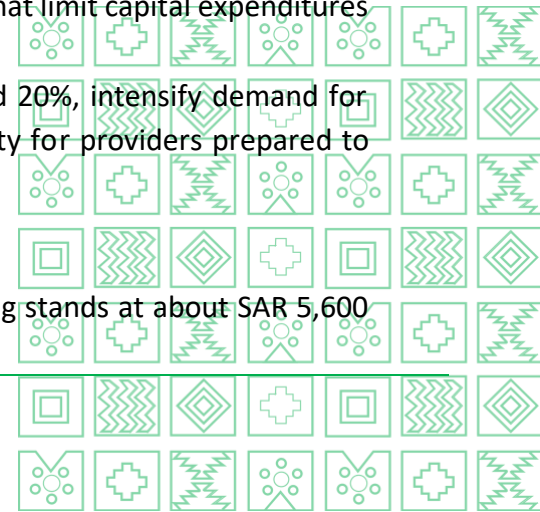 hat limit capital expenditures
d 20%, intensify demand for
ty for providers prepared to
g stands at about SAR 5,600